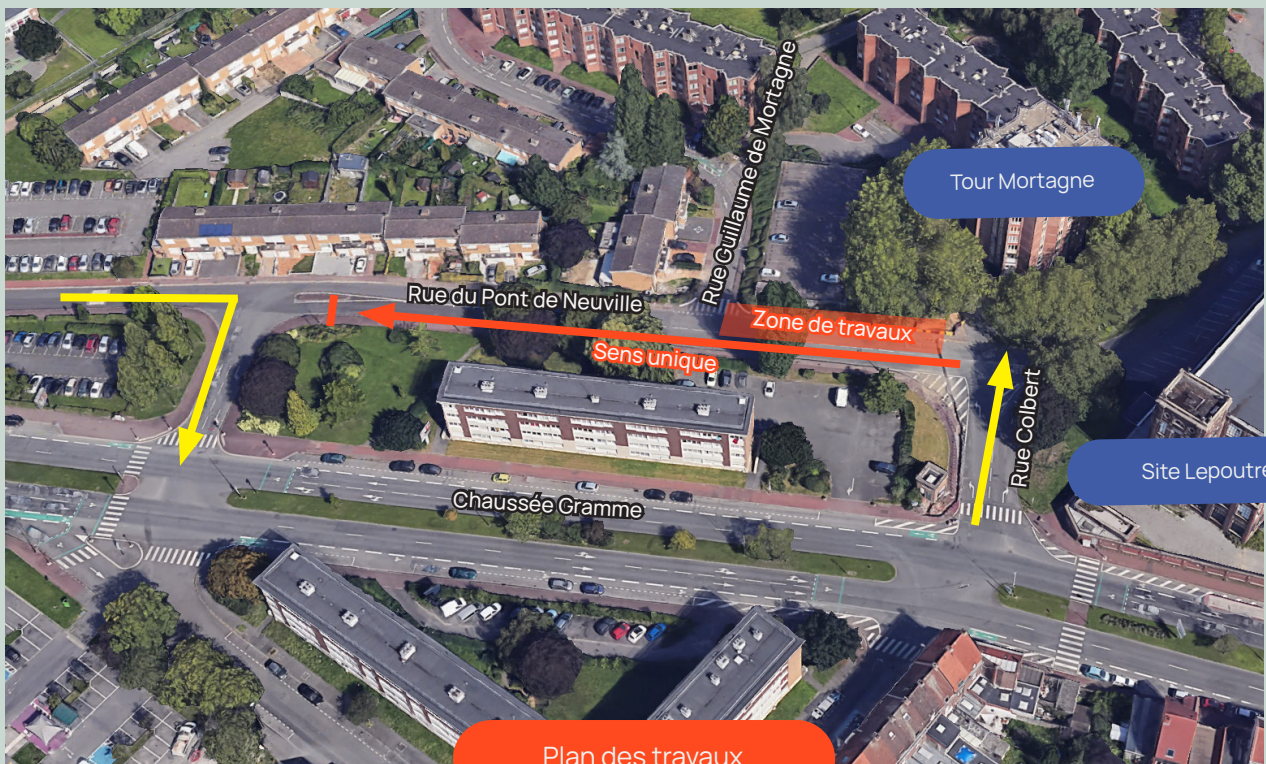 Tour Mortagne
Rue Guillaume de Mortagne
Rue du Pont de Neuville
Zone de travaux
Sens unique
Rue Colbert
Site Lepoutre
Chaussée Gramme
Plan des travaux